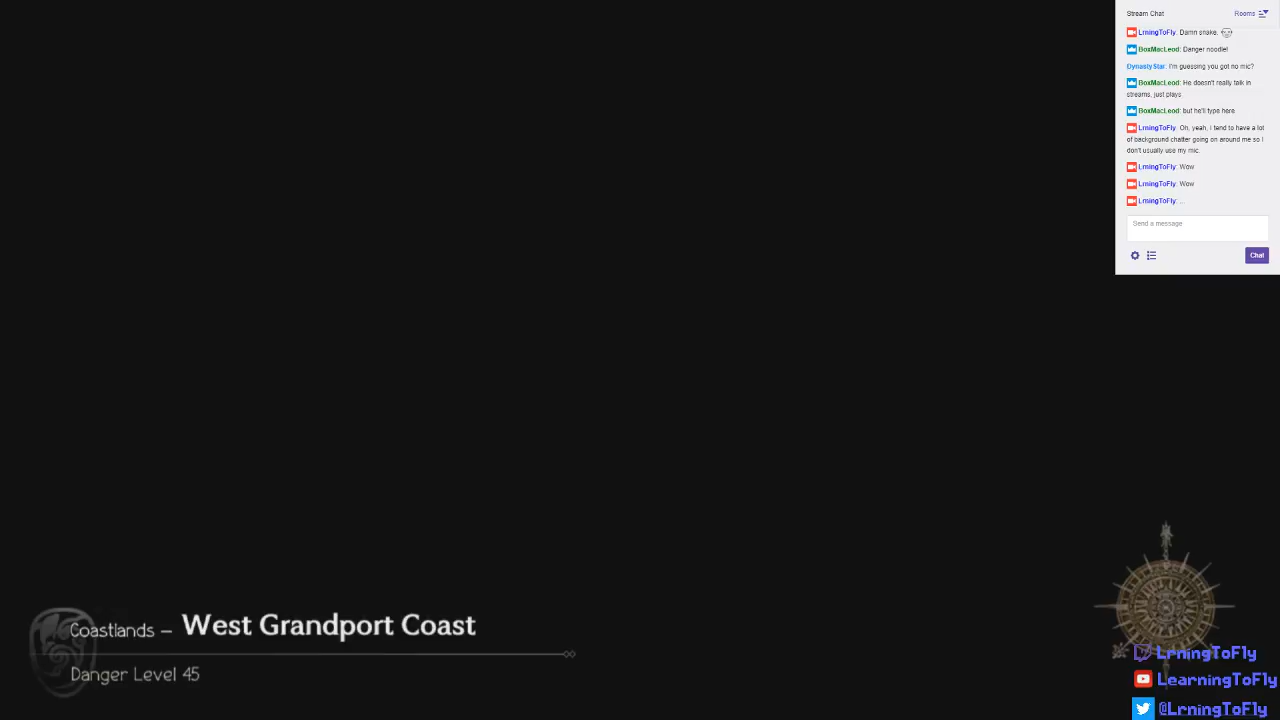 Stream Chat
Rooms
LrningToFly: Damn snake.
BoxMacLeod: Danger noodle!
DynastyStar: I'm guessing you got no mic?
BoxMacLeod: He doesn't really talk in
streams, just plays
BoxMacLeod: but he'll type here
LrningToFly: Oh, yeah, I tend to have a lot
of background chatter going on around me so I
don't usually use my mic.
LrningToFly: Wow
LrningToFly: Wow
LrningToFly: ...
Send a message
Chat
Coastlands – West Grandport Coast
Danger Level 45
LrningToFly
LearningToFly
@LrningToFly